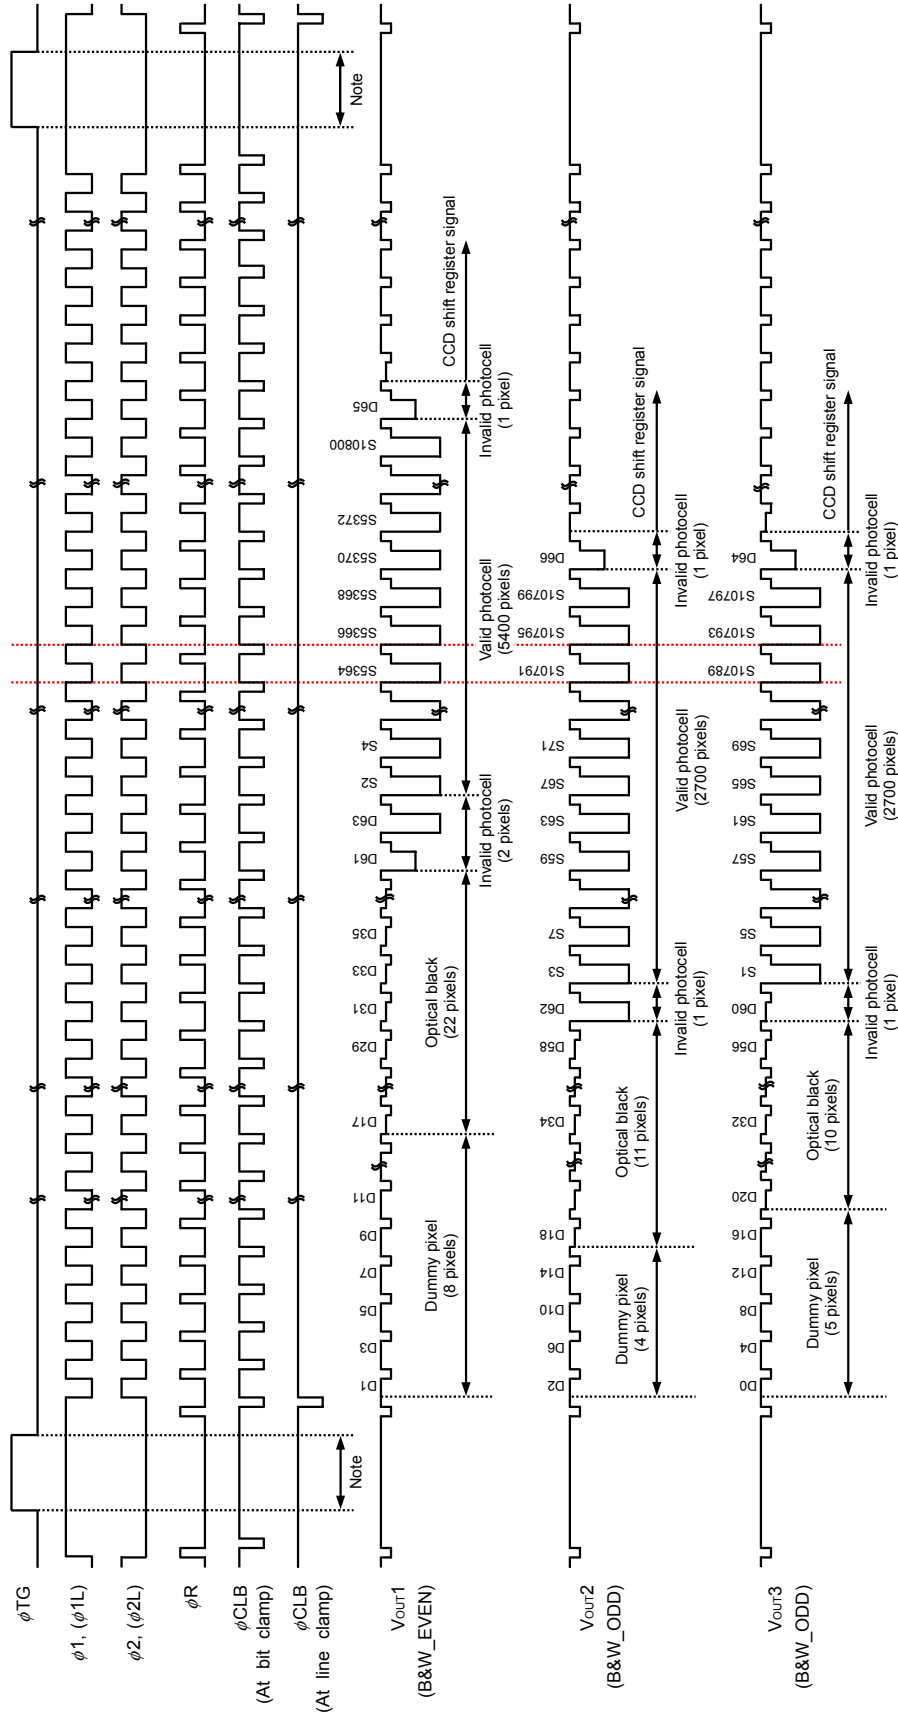 φTG
φ1, (φ1L)
φ2, (φ2L)
φR
φCLB
(At bit clamp)
φCLB
(At line clamp)
Note
Note
VOUT1
(B&W_EVEN)
D1
D3
D5
D7
D9
D11
D17
D29
D31
D33
D35
D61
D63
S2
S4
S5364
S5366
S5368
S5370
S5372
S10800
D65
Dummy pixel
(8 pixels)
Optical black
(22 pixels)
Invalid photocell
(2 pixels)
Valid photocell
(5400 pixels)
Invalid photocell
(1 pixel)
CCD shift register signal
VOUT2
(B&W_ODD)
D2
D6
D10
D14
D18
D34
D58
D62
S3
S7
S59
S63
S67
S71
S10791
S10795
S10799
D66
Dummy pixel
(4 pixels)
Optical black
(11 pixels)
Invalid photocell
(1 pixel)
Valid photocell
(2700 pixels)
Invalid photocell
(1 pixel)
CCD shift register signal
VOUT3
(B&W_ODD)
D0
D4
D8
D12
D16
D20
D32
D56
D60
S1
S5
S57
S61
S65
S69
S10789
S10793
S10797
D64
Dummy pixel
(5 pixels)
Optical black
(10 pixels)
Invalid photocell
(1 pixel)
Valid photocell
(2700 pixels)
Invalid photocell
(1 pixel)
CCD shift register signal